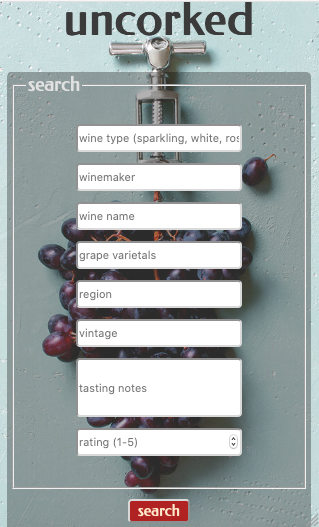 uncorked
search
wine type (sparkling, white, ros
winemaker
wine name
grape varietals
region
vintage
tasting notes
rating (1-5)
search